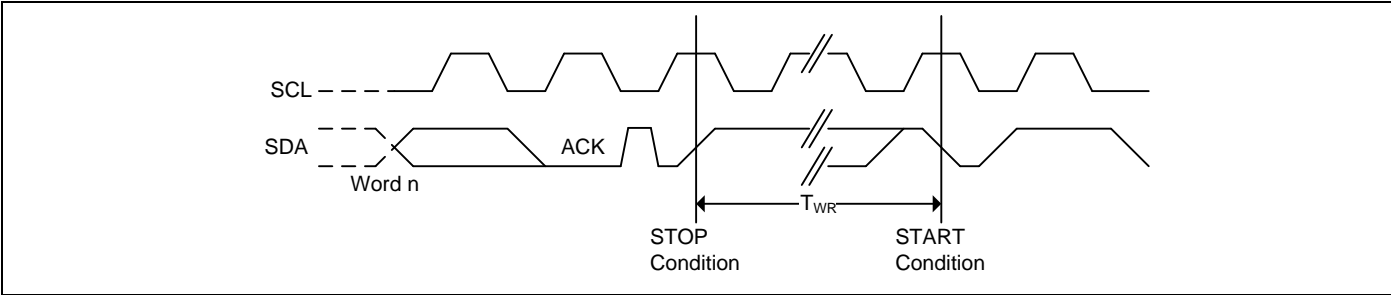 SCL
SDA
ACK
Word n
TWR
STOP
Condition
START
Condition